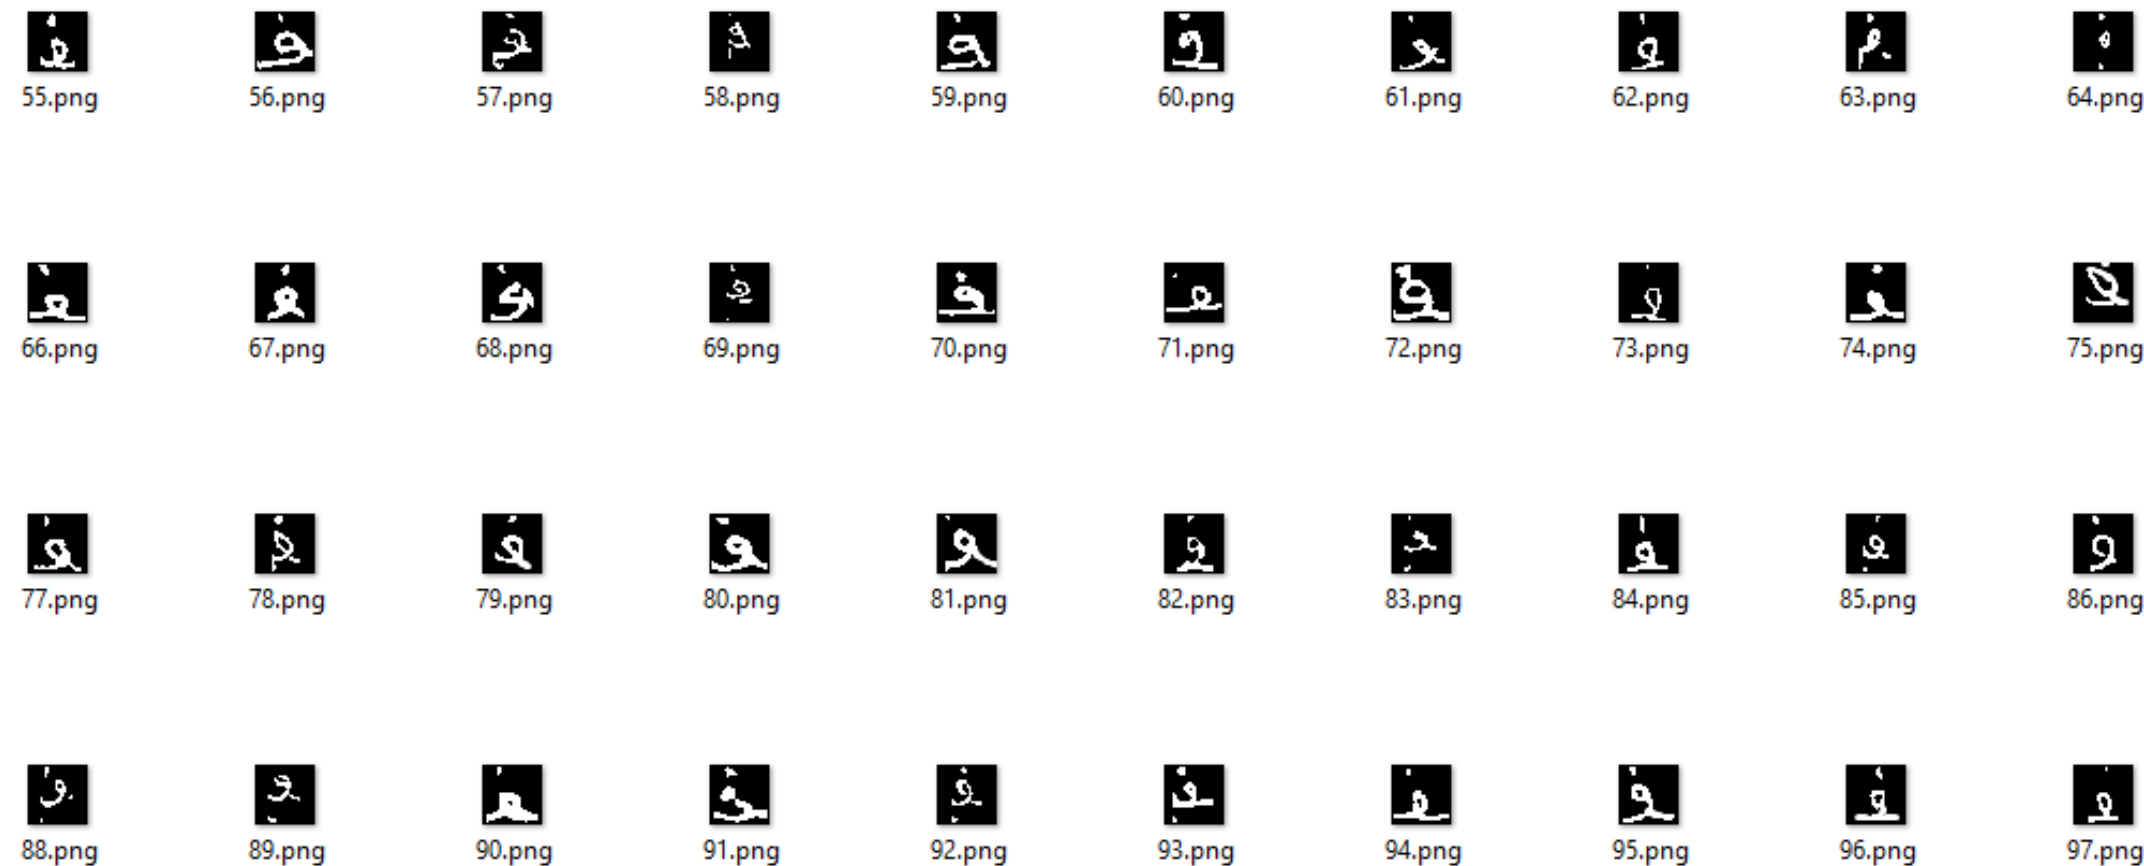 55.png 56.png 57.png 58.png 59.png 60.png 61.png 62.png 63.png 64.png
66.png 67.png 68.png 69.png 70.png 71.png 72.png 73.png 74.png 75.png
77.png 78.png 79.png 80.png 81.png 82.png 83.png 84.png 85.png 86.png
88.png 89.png 90.png 91.png 92.png 93.png 94.png 95.png 96.png 97.png